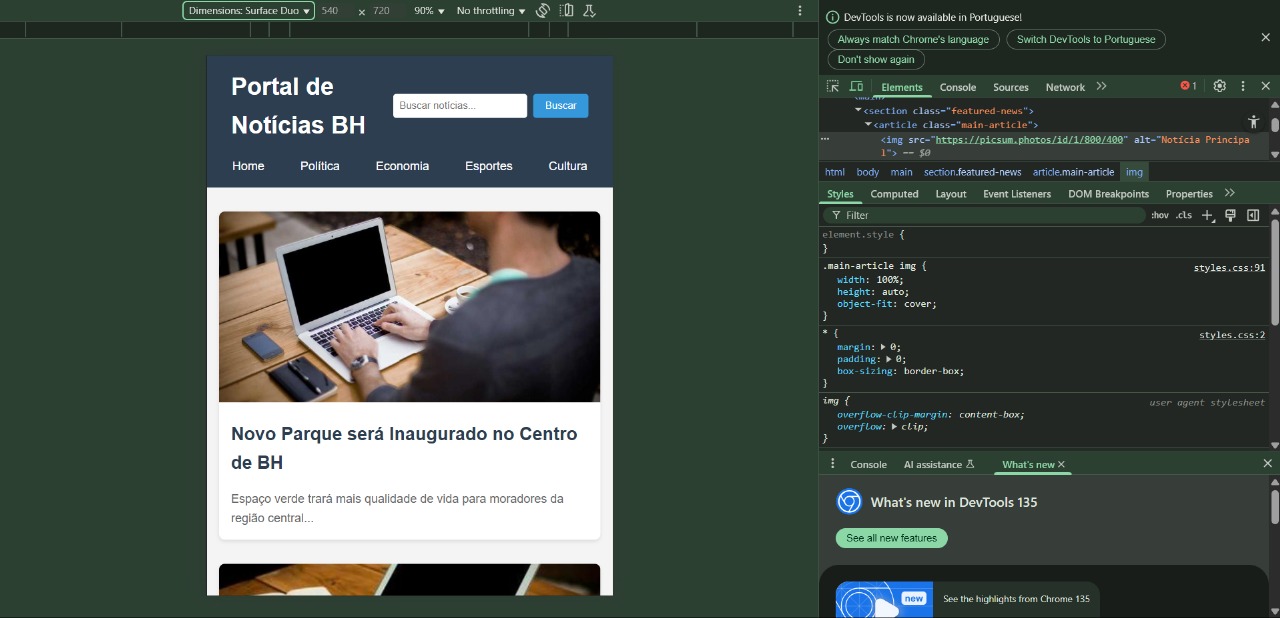 Dimensions: Surface Duo ▼ 540 × 720 90% ▼ No throttling ▼
Portal de
Notícias BH
Buscar notícias... Buscar
Home Política Economia Esportes Cultura
Novo Parque será Inaugurado no Centro
de BH
Espaço verde trará mais qualidade de vida para moradores da
região central...
DevTools is now available in Portuguese!
Always match Chrome's language Switch DevTools to Portuguese
Don't show again
Elements Console Sources Network 1
<section class="featured-news">
<article class="main-article">
<img src="https://picsum.photos/id/1/800/400" alt="Notícia Principa
l"> == $0
html body main section.featured-news article.main-article img
Styles Computed Layout Event Listeners DOM Breakpoints Properties
Filter :hov .cls
element.style {
}
.main-article img { styles.css:91
width: 100%;
height: auto;
object-fit: cover;
}
* { styles.css:2
margin: 0;
padding: 0;
box-sizing: border-box;
}
img { user agent stylesheet
overflow-clip-margin: content-box;
overflow: clip;
}
Console AI assistance What's new
What's new in DevTools 135
See all new features
new See the highlights from Chrome 135